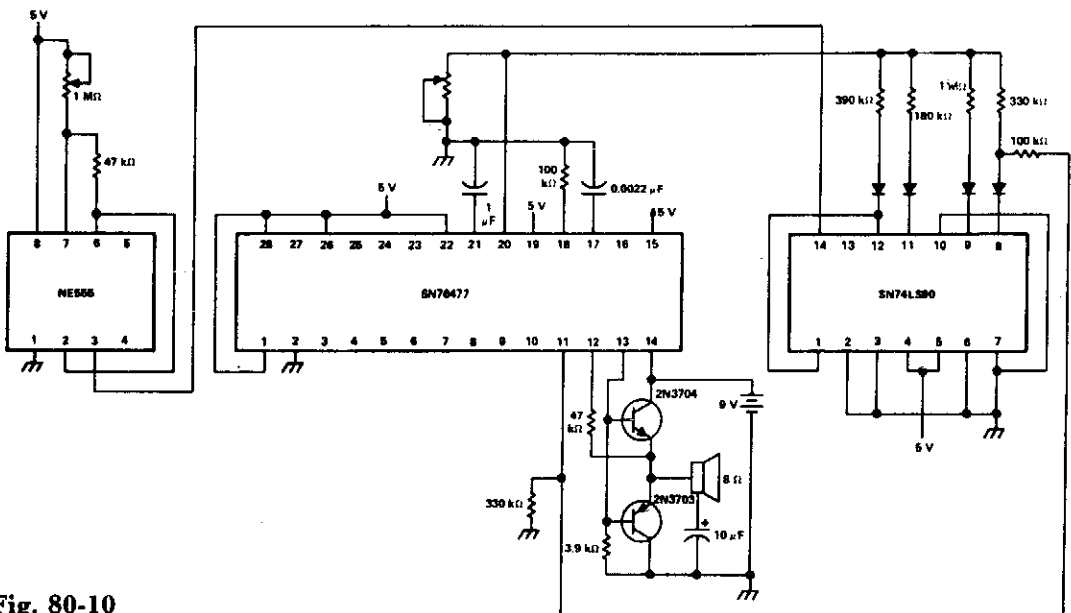 5 V
1 MΩ
47 kΩ
390 kΩ
180 kΩ
1 MΩ
330 kΩ
100 kΩ
5 V
1 µF
100 kΩ
0.0022 µF
5 V
5 V
8 7 6 5
28 27 26 25 24 23 22 21 20 19 18 17 16 15
14 13 12 11 10 9 8
NE555
SN76477
SN74LS90
1 2 3 4
1 2 3 4 5 6 7 8 9 10 11 12 13 14
1 2 3 4 5 6 7
2N3704
9 V
5 V
47 kΩ
8 Ω
330 kΩ
2N3703
3.9 kΩ
+
10 µF
Fig. 80-10